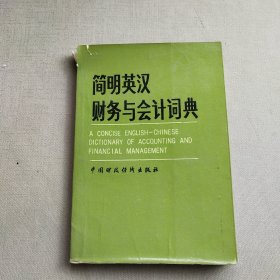 简明英汉
财务与会计词典
A CONCISE ENGLISH-CHINESE
DICTIONARY OF ACCOUNTING AND
FINANCIAL MANAGEMENT
中国财政经济出版社